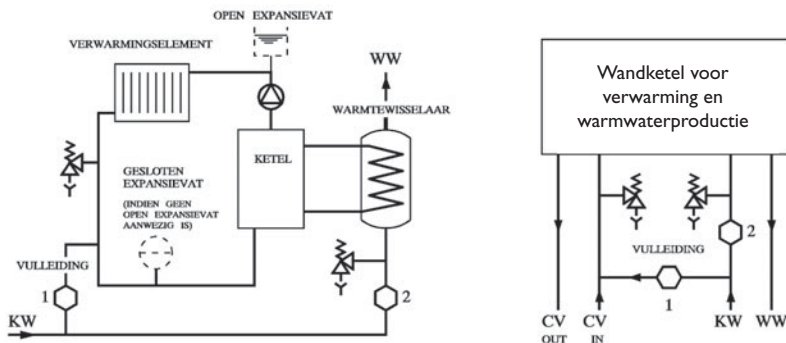 OPEN EXPANSIEVAT
VERWARMINGSELEMENT
WW
WARMTEWISSELAAR
KETEL
GESLOTEN
EXPANSIEVAT
(INDIEN GEEN
OPEN EXPANSIEVAT
AANWEZIG IS)
VULLEIDING
1
2
KW
Wandketel voor
verwarming en
warmwaterproductie
2
VULLEIDING
1
CV
OUT
CV
IN
KW
WW